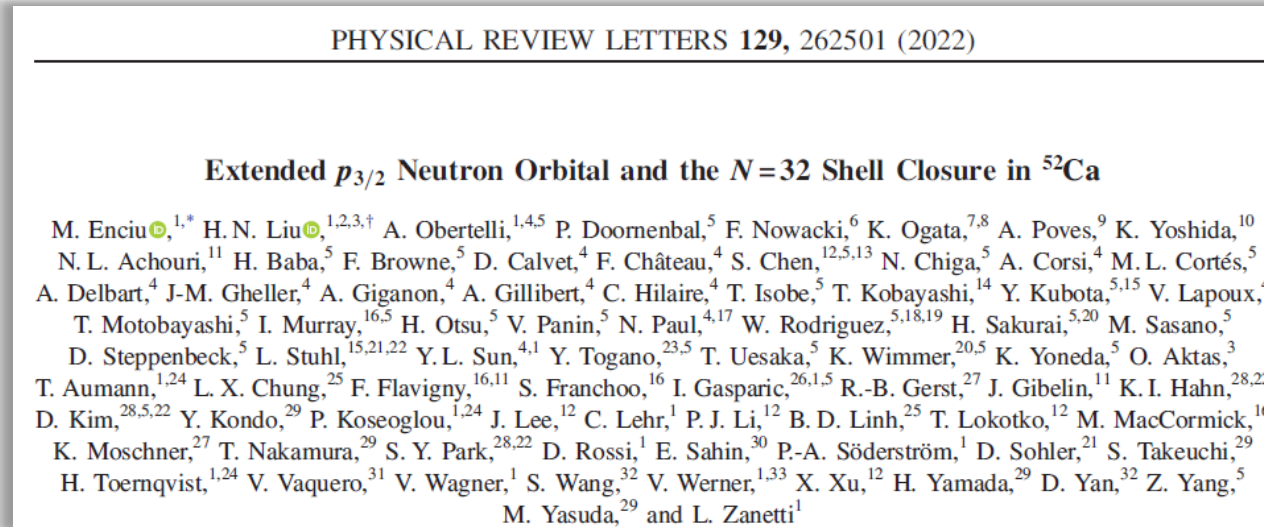 PHYSICAL REVIEW LETTERS 129, 262501 (2022)
Extended p3/2 Neutron Orbital and the N=32 Shell Closure in 52Ca
M. Enciu iD,1,* H. N. Liu iD,1,2,3,† A. Obertelli,1,4,5 P. Doornenbal,5 F. Nowacki,6 K. Ogata,7,8 A. Poves,9 K. Yoshida,10
N. L. Achouri,11 H. Baba,5 F. Browne,5 D. Calvet,4 F. Château,4 S. Chen,12,5,13 N. Chiga,5 A. Corsi,4 M. L. Cortés,5
A. Delbart,4 J-M. Gheller,4 A. Giganon,4 A. Gillibert,4 C. Hilaire,4 T. Isobe,5 T. Kobayashi,14 Y. Kubota,5,15 V. Lapoux,
T. Motobayashi,5 I. Murray,16,5 H. Otsu,5 V. Panin,5 N. Paul,4,17 W. Rodriguez,5,18,19 H. Sakurai,5,20 M. Sasano,5
D. Steppenbeck,5 L. Stuhl,15,21,22 Y. L. Sun,4,1 Y. Togano,23,5 T. Uesaka,5 K. Wimmer,20,5 K. Yoneda,5 O. Aktas,3
T. Aumann,1,24 L. X. Chung,25 F. Flavigny,16,11 S. Franchoo,16 I. Gasparic,26,1,5 R.-B. Gerst,27 J. Gibelin,11 K. I. Hahn,28,2
D. Kim,28,5,22 Y. Kondo,29 P. Koseoglou,1,24 J. Lee,12 C. Lehr,1 P. J. Li,12 B. D. Linh,25 T. Lokotko,12 M. MacCormick,16
K. Moschner,27 T. Nakamura,29 S. Y. Park,28,22 D. Rossi,1 E. Sahin,30 P.-A. Söderström,1 D. Sohler,21 S. Takeuchi,29
H. Toernqvist,1,24 V. Vaquero,31 V. Wagner,1 S. Wang,32 V. Werner,1,33 X. Xu,12 H. Yamada,29 D. Yan,32 Z. Yang,5
M. Yasuda,29 and L. Zanetti1